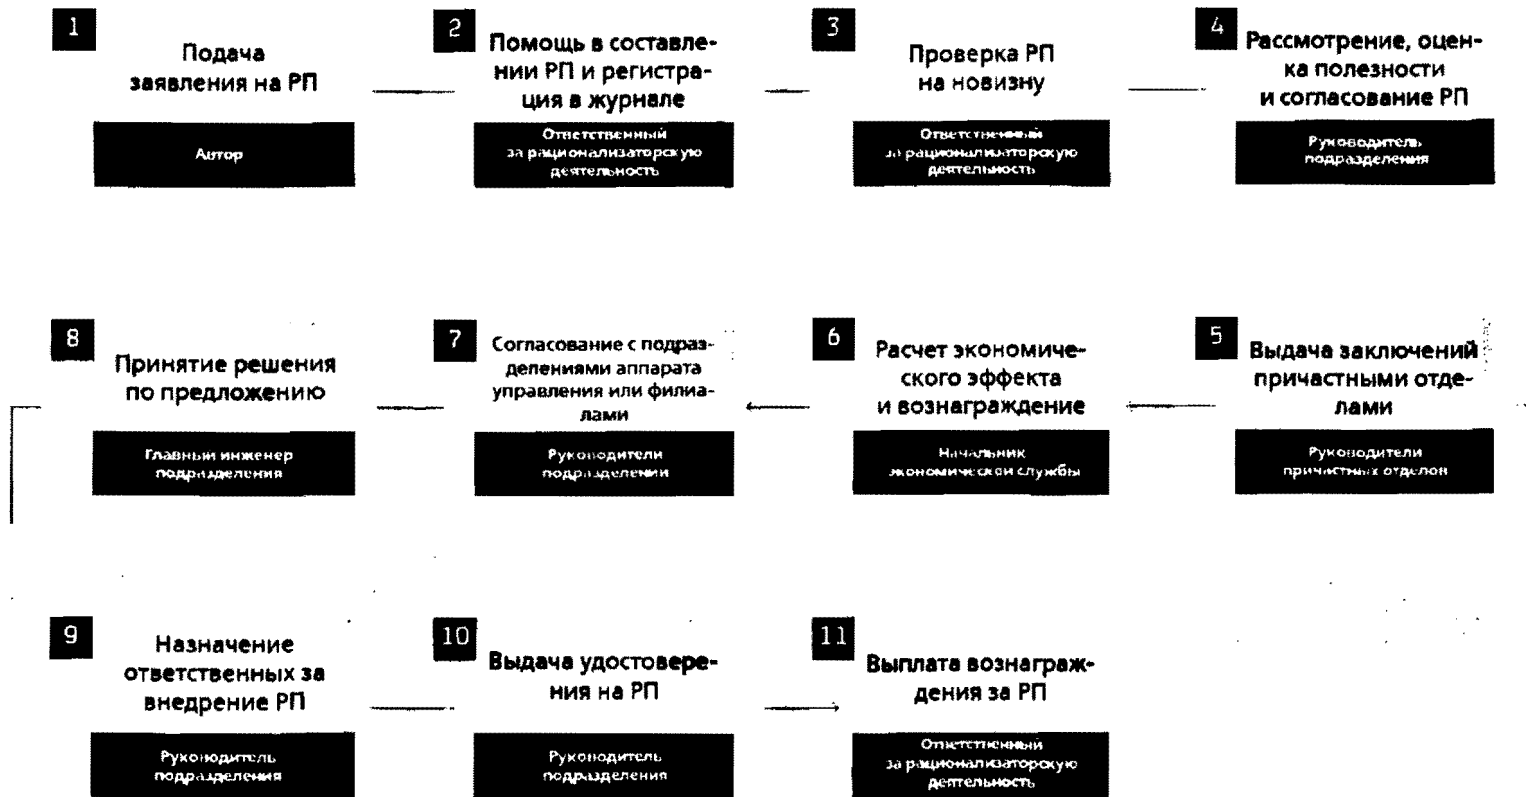 1
Подача
заявления на РП
Автор
2
Помощь в составле-
нии РП и регистра-
ция в журнале
Ответственный
за рационализаторскую
деятельность
3
Проверка РП
на новизну
Ответственный
за рационализаторскую
деятельность
4
Рассмотрение, оцен-
ка полезности
и согласование РП
Руководитель
подразделения
8
Принятие решения
по предложению
Главный инженер
подразделения
7
Согласование с подраз-
делениями аппарата
управления или филиа-
лами
Руководители
подразделений
6
Расчет экономиче-
ского эффекта
и вознаграждение
Начальник
экономической службы
5
Выдача заключений
причастными отде-
лами
Руководители
причастных отделов
9
Назначение
ответственных за
внедрение РП
Руководитель
подразделения
10
Выдача удостовере-
ния на РП
Руководитель
подразделения
11
Выплата вознаграж-
дения за РП
Ответственный
за рационализаторскую
деятельность